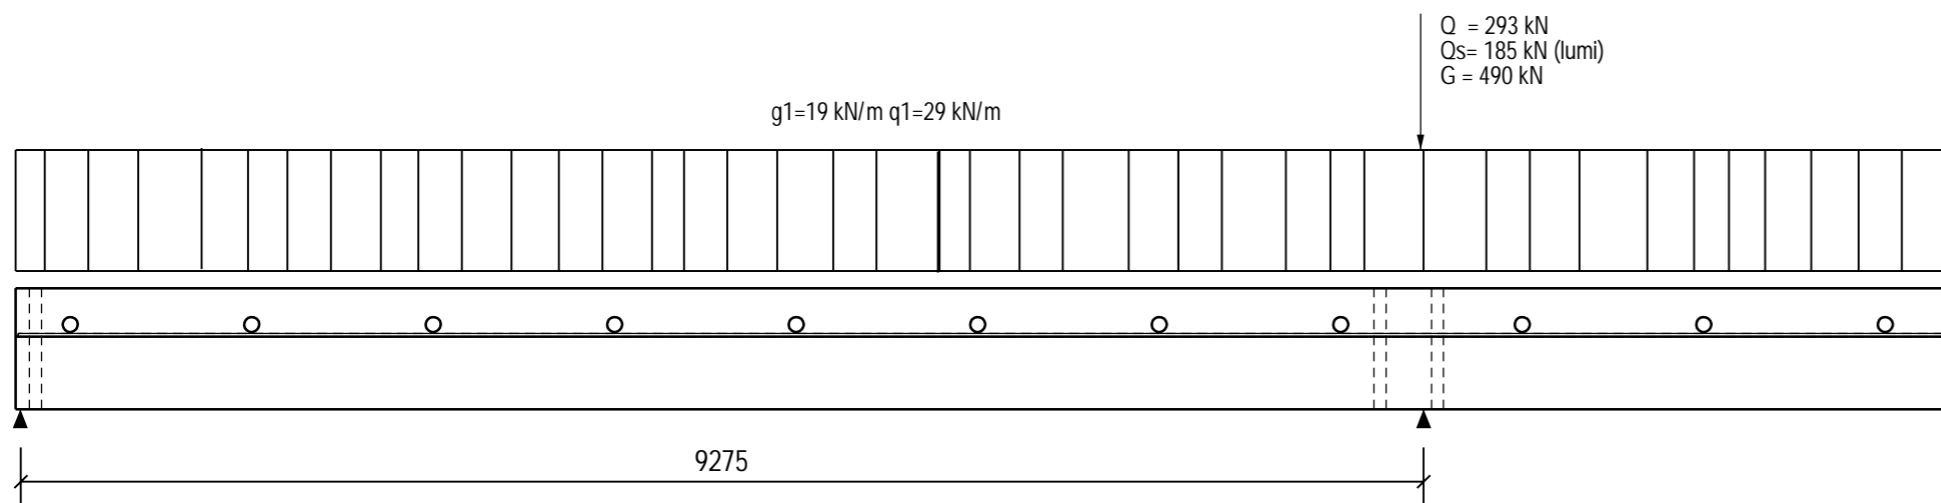 Q = 293 kN
Qs= 185 kN (lumi)
G = 490 kN
g1=19 kN/m q1=29 kN/m
9275